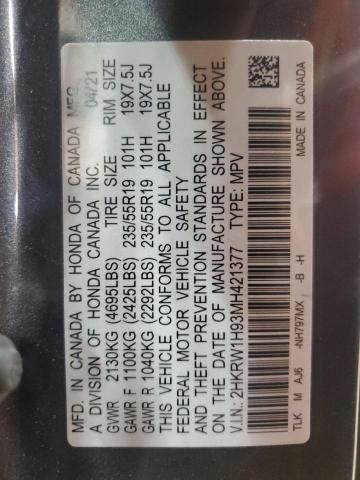 MFD. IN CANADA BY HONDA OF CANADA MFG.
A DIVISION OF HONDA CANADA INC. 04/21
GVWR 2130KG (4695LBS) TIRE SIZE RIM SIZE
GAWR F 1100KG (2425LBS) 235/55R19 101H 19X7.5J
GAWR R 1040KG (2292LBS) 235/55R19 101H 19X7.5J
THIS VEHICLE CONFORMS TO ALL APPLICABLE
FEDERAL MOTOR VEHICLE SAFETY
AND THEFT PREVENTION STANDARDS IN EFFECT
ON THE DATE OF MANUFACTURE SHOWN ABOVE.
V.I.N.: 2HKRW1H93MH421377 TYPE: MPV
TLK M AJ6 -NH797MX -B -H MADE IN CANADA